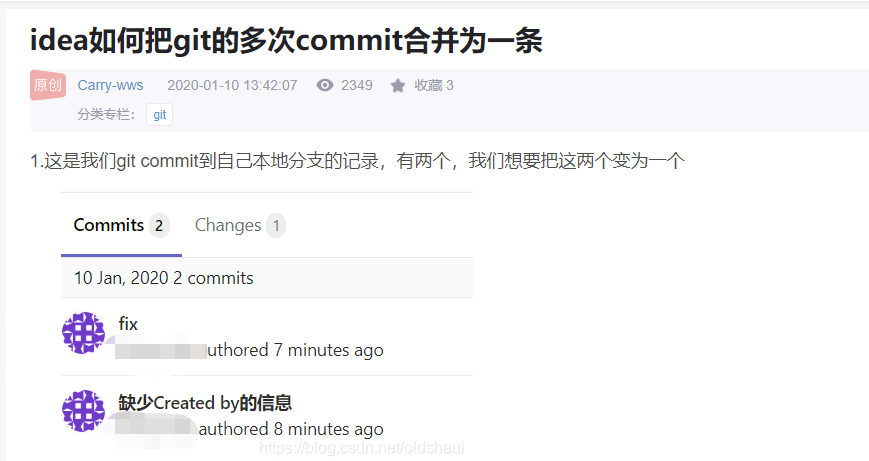 idea如何把git的多次commit合并为一条
原创 Carry-wws 2020-01-10 13:42:07 2349 收藏 3
分类专栏： git
1.这是我们git commit到自己本地分支的记录，有两个，我们想要把这两个变为一个
Commits 2 Changes 1
10 Jan, 2020 2 commits
fix
uthored 7 minutes ago
缺少Created by的信息
authored 8 minutes ago
https://blog.csdn.net/oldshaui